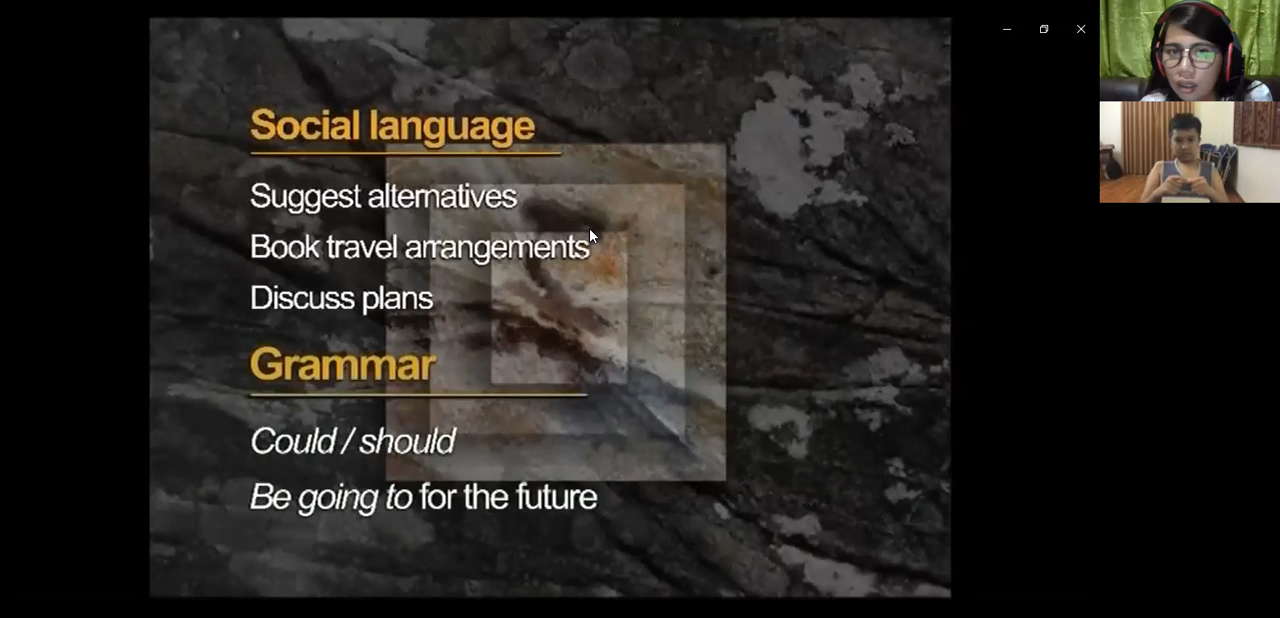 Social language
Suggest alternatives
Book travel arrangements
Discuss plans
Grammar
Could / should
Be going to for the future